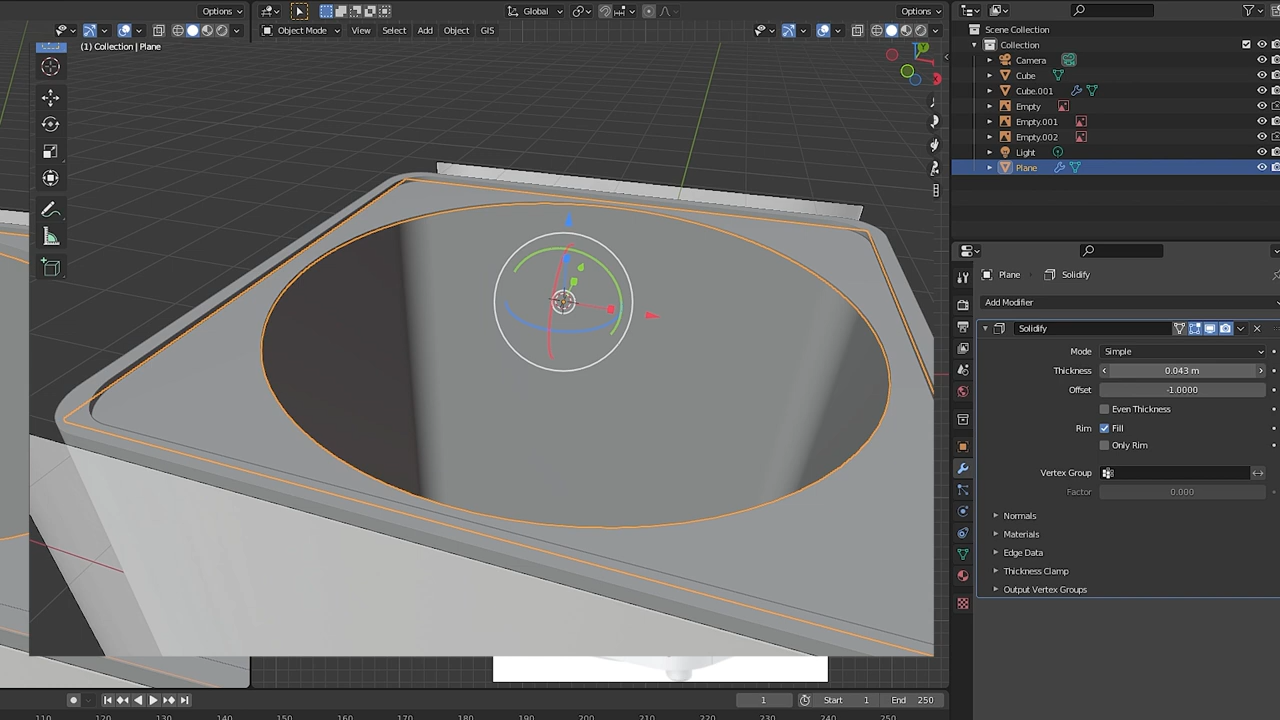 Options
Global
Options
Object Mode
View
Select
Add
Object
GIS
(1) Collection | Plane
Scene Collection
Collection
Camera
Cube
Cube.001
Empty
Empty.001
Empty.002
Light
Plane
Plane
Solidify
Add Modifier
Solidify
Mode
Simple
Thickness
0.043 m
Offset
-1.0000
Even Thickness
Rim
Fill
Only Rim
Vertex Group
Factor
0.000
Normals
Materials
Edge Data
Thickness Clamp
Output Vertex Groups
1
Start
1
End
250
110
120
130
140
150
160
170
180
190
200
210
220
230
240
250